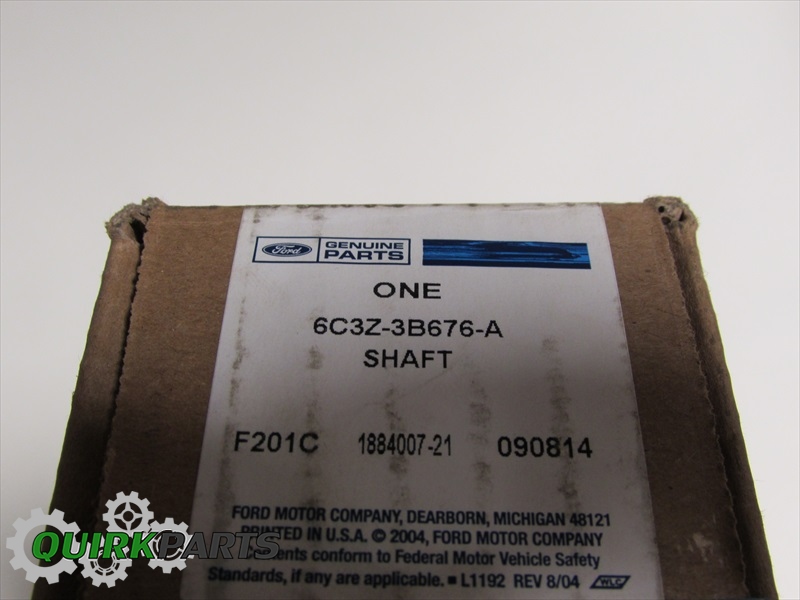 Ford GENUINE PARTS
ONE
6C3Z-3B676-A
SHAFT
F201C 1884007-21 090814
FORD MOTOR COMPANY, DEARBORN, MICHIGAN 48121
PRINTED IN U.S.A. © 2004, FORD MOTOR COMPANY
ents conform to Federal Motor Vehicle Safety
Standards, if any are applicable. ▪ L1192 REV 8/04 WLC
QUIRKPARTS